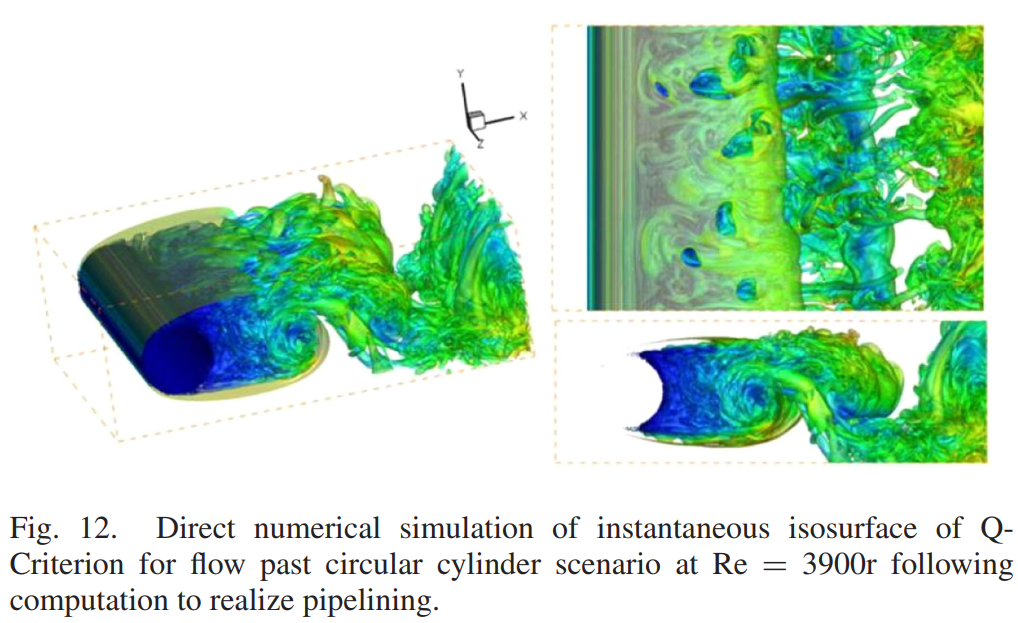 Y
X
Z
Fig. 12. Direct numerical simulation of instantaneous isosurface of Q-
Criterion for flow past circular cylinder scenario at Re = 3900r following
computation to realize pipelining.